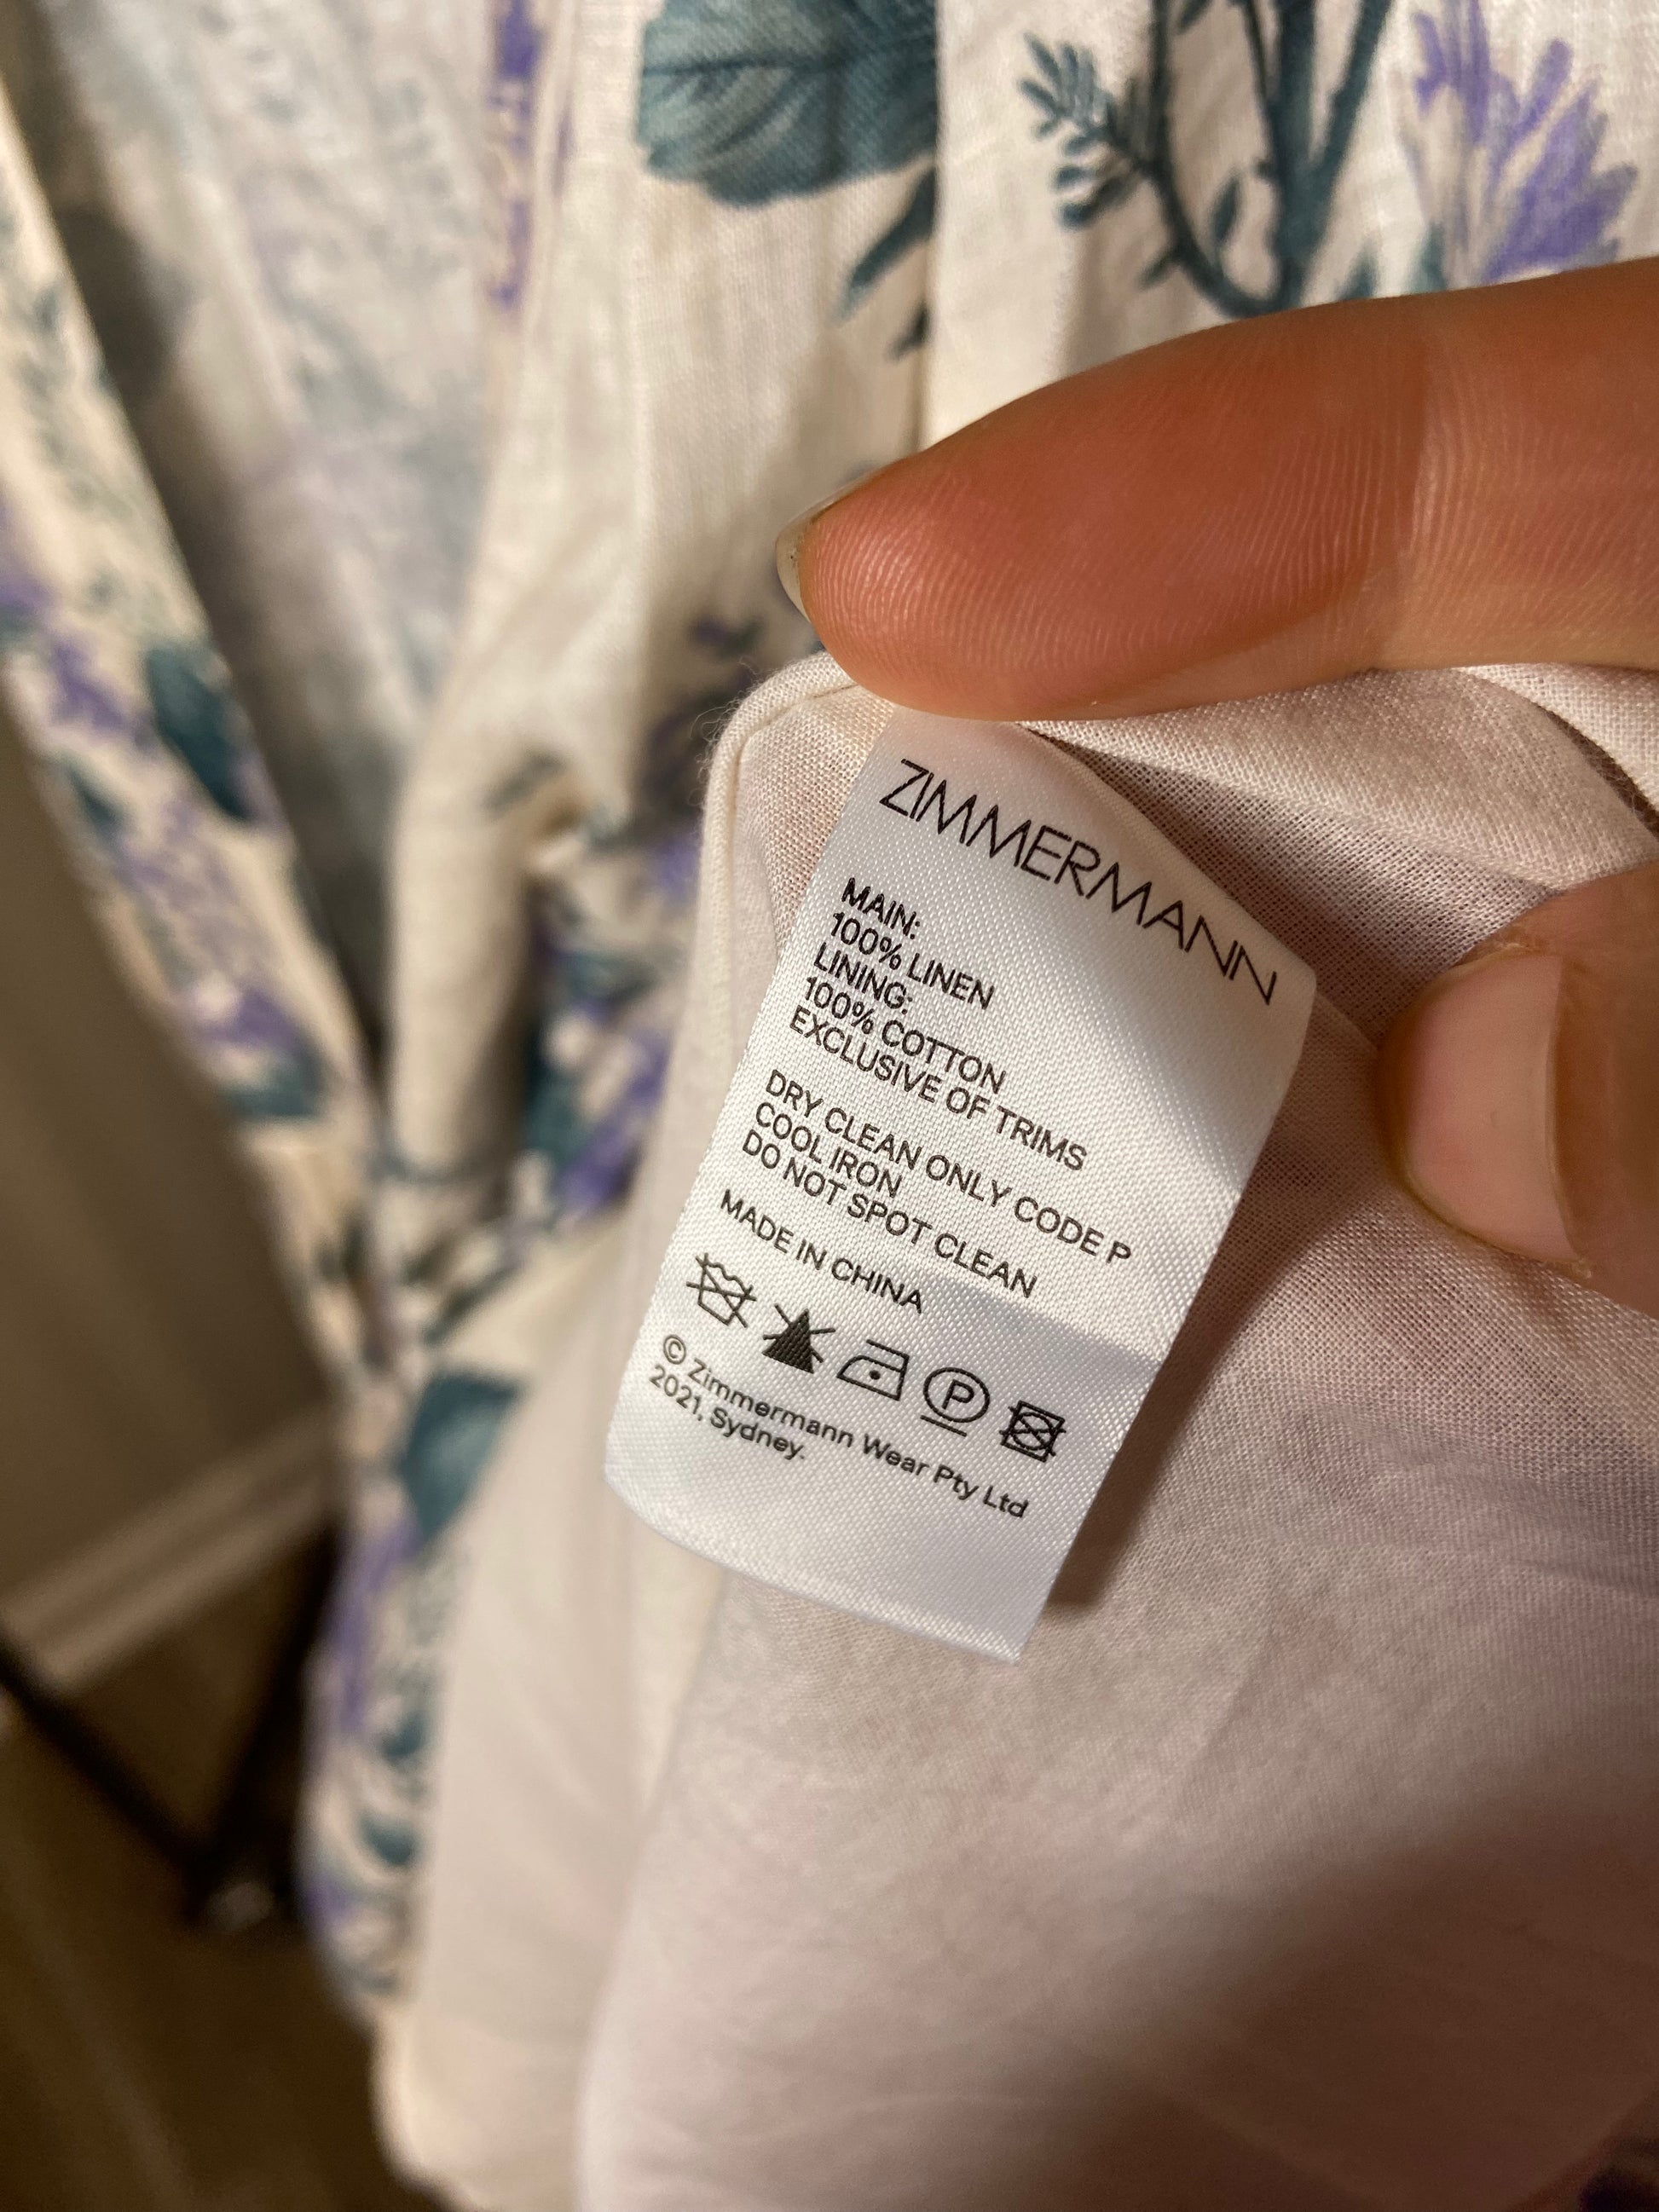 ZIMMERMANN
MAIN:
100% LINEN
LINING:
100% COTTON
EXCLUSIVE OF TRIMS
DRY CLEAN ONLY CODE P
COOL IRON
DO NOT SPOT CLEAN
MADE IN CHINA
P
© Zimmermann Wear Pty Ltd
2021, Sydney.